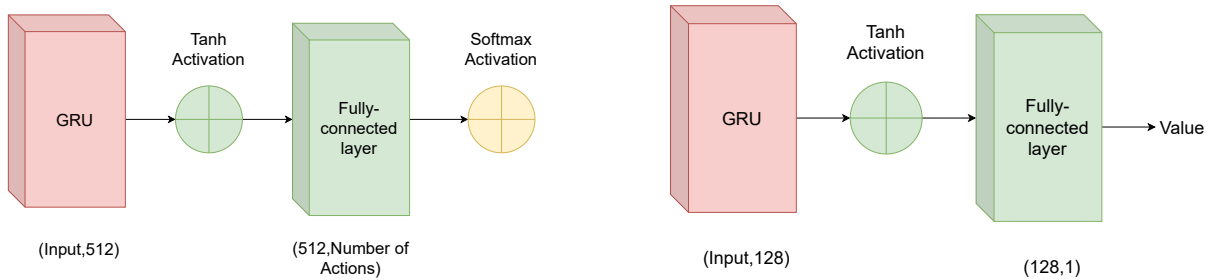 Tanh
Activation
Softmax
Activation
GRU
Fully-
connected
layer
(Input,512)
(512,Number of
Actions)
Tanh
Activation
GRU
Fully-
connected
layer
Value
(Input,128)
(128,1)